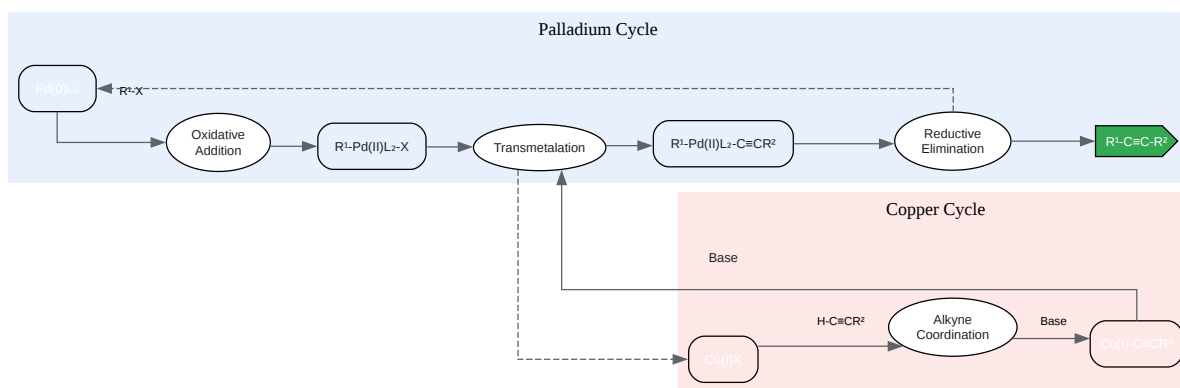 Palladium Cycle
Pd(0)L₂
R¹-X
Oxidative
Addition
R¹-Pd(II)L₂-X
Transmetalation
R¹-Pd(II)L₂-C≡CR²
Reductive
Elimination
R¹-C≡C-R²
Copper Cycle
Base
H-C≡CR²
Alkyne
Coordination
Base
Cu(I)X
Cu(I)-C≡CR²